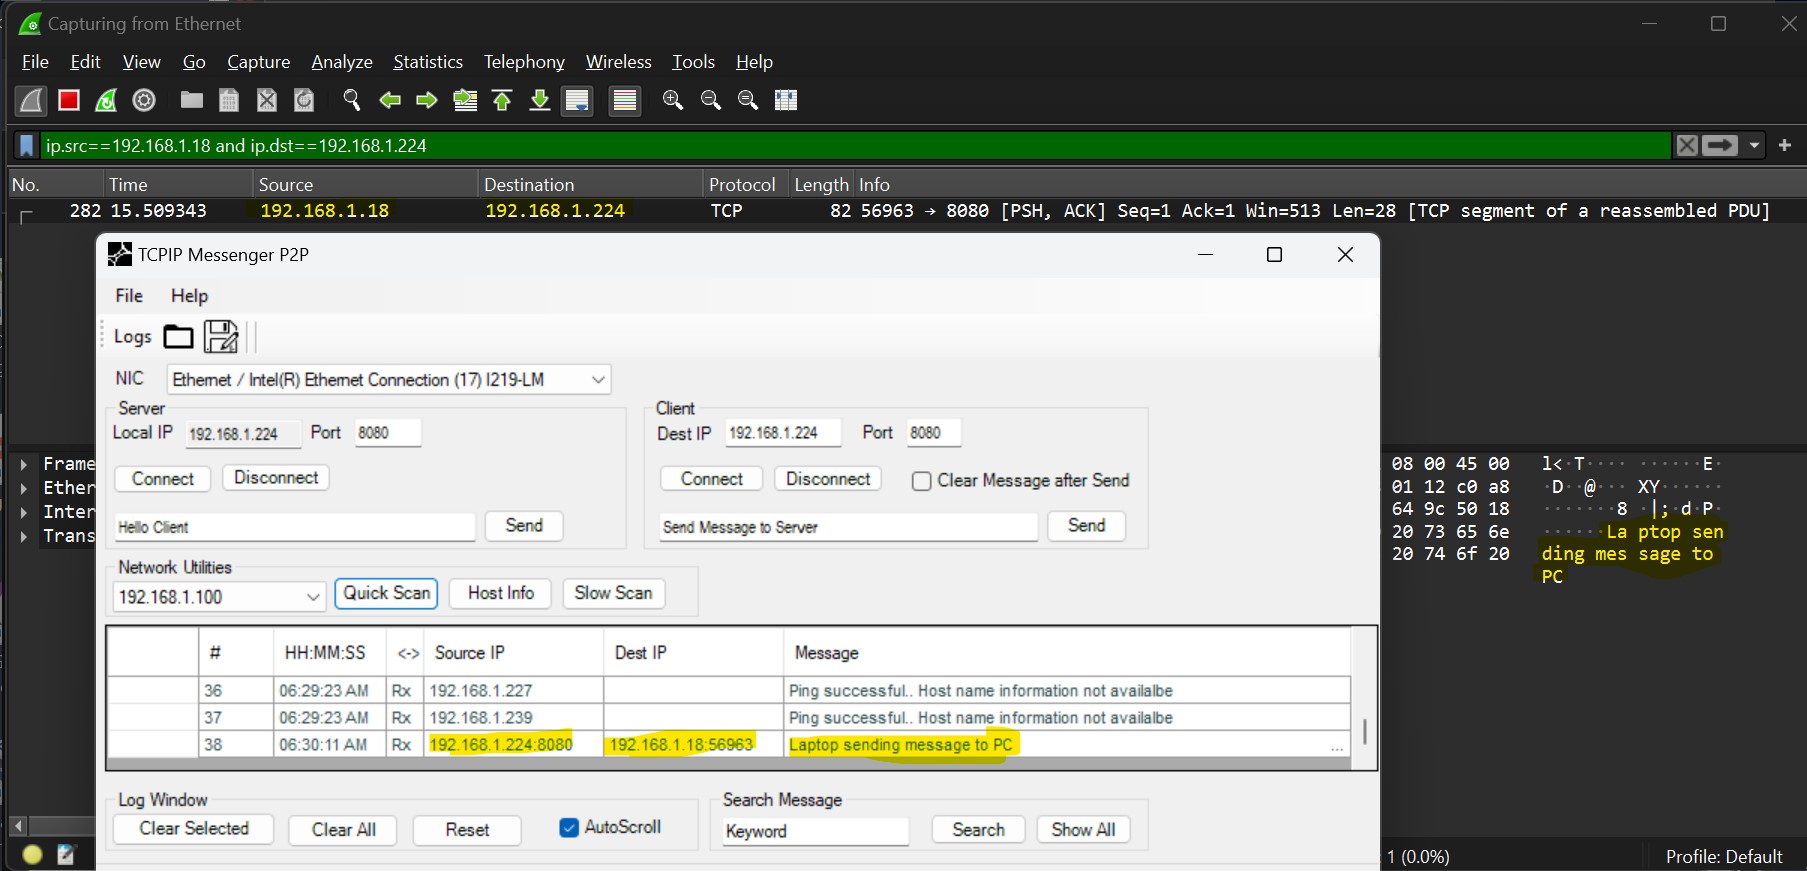 Capturing from Ethernet
File Edit View Go Capture Analyze Statistics Telephony Wireless Tools Help
ip.src==192.168.1.18 and ip.dst==192.168.1.224
No. Time Source Destination Protocol Length Info
282 15.509343 192.168.1.18 192.168.1.224 TCP 82 56963 → 8080 [PSH, ACK] Seq=1 Ack=1 Win=513 Len=28 [TCP segment of a reassembled PDU]
TCPIP Messenger P2P
File Help
Logs
NIC Ethernet / Intel(R) Ethernet Connection (17) I219-LM
Server
Local IP 192.168.1.224 Port 8080
Connect Disconnect
Hello Client Send
Client
Dest IP 192.168.1.224 Port 8080
Connect Disconnect Clear Message after Send
Send Message to Server Send
Network Utilities
192.168.1.100 Quick Scan Host Info Slow Scan
# HH:MM:SS <-> Source IP Dest IP Message
36 06:29:23 AM Rx 192.168.1.227 Ping successful.. Host name information not availalbe
37 06:29:23 AM Rx 192.168.1.239 Ping successful.. Host name information not availalbe
38 06:30:11 AM Rx 192.168.1.224:8080 192.168.1.18:56963 Laptop sending message to PC ...
Log Window
Clear Selected Clear All Reset AutoScroll
Search Message
Keyword Search Show All
Frame
Ether
Inter
Trans
08 00 45 00 l<·T···· ······E·
01 12 c0 a8 ·D··@··· XY······
64 9c 50 18 ·······8 ·|;·d·P·
20 73 65 6e ······La ptop sen
20 74 6f 20 ding mes sage to
PC
1 (0.0%) Profile: Default